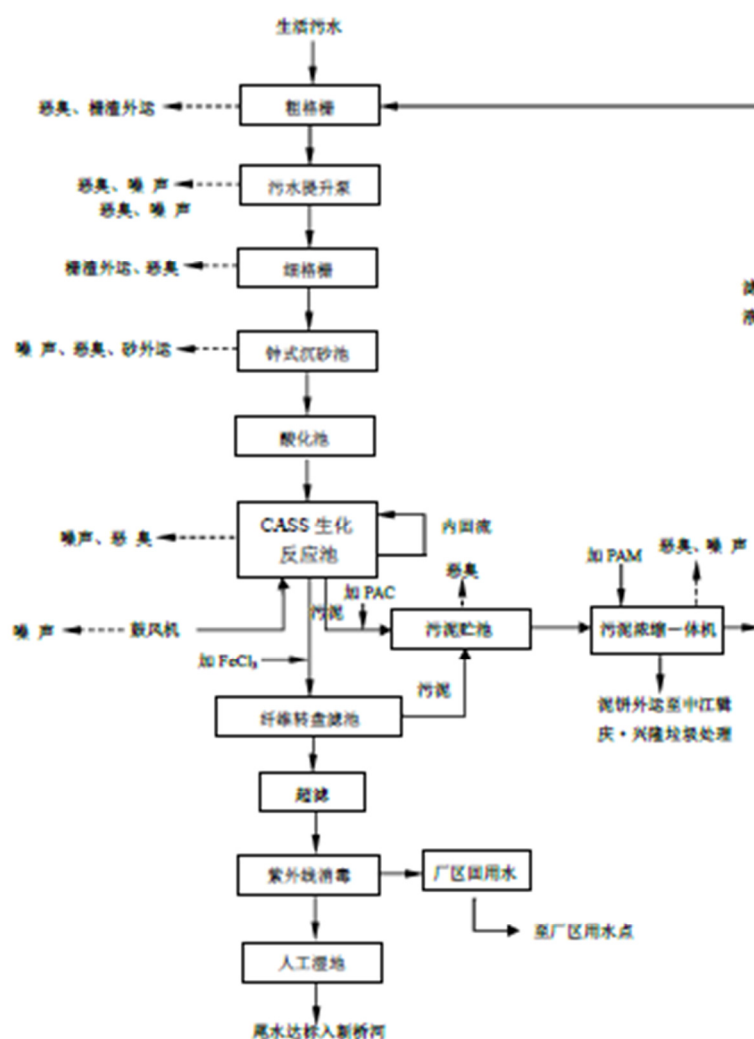 生活污水
恶臭、栅渣外运
粗格栅
恶臭、噪 声
污水提升泵
恶臭、噪 声
栅渣外运、恶臭
细格栅
滤
液
噪 声、恶臭、砂外运
钟式沉砂池
酸化池
CASS 生化
反应池
内回流
噪声、恶 臭
恶臭
加 PAM
恶臭、噪 声
加 PAC
污泥
噪 声
鼓风机
污泥贮池
污泥浓缩一体机
加 FeCl₃
污泥
纤维转盘滤池
泥饼外运至中江辑
庆·兴隆垃圾处理
超滤
紫外线消毒
厂区回用水
至厂区用水点
人工湿地
尾水达标入新桥河